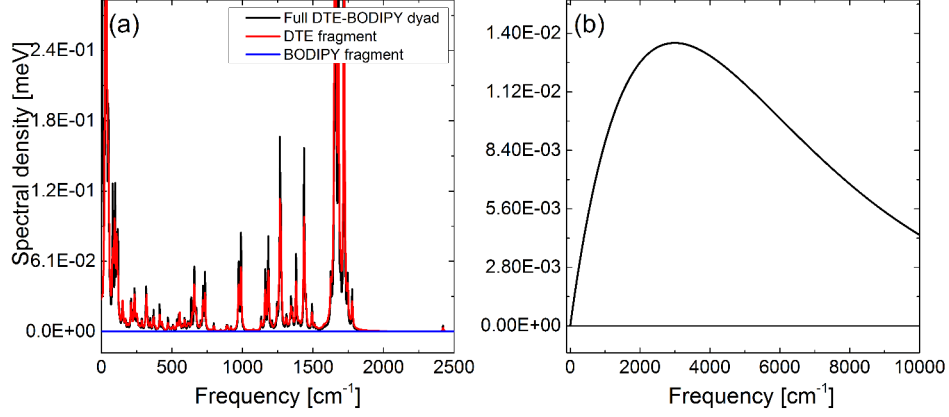 (a)
Full DTE-BODIPY dyad
DTE fragment
BODIPY fragment
Spectral density [meV]
2.4E-01
1.8E-01
1.2E-01
6.1E-02
0.0E+00
0 500 1000 1500 2000 2500
Frequency [cm⁻¹]
(b)
1.40E-02
1.12E-02
8.40E-03
5.60E-03
2.80E-03
0.00E+00
0 2000 4000 6000 8000 10000
Frequency [cm⁻¹]